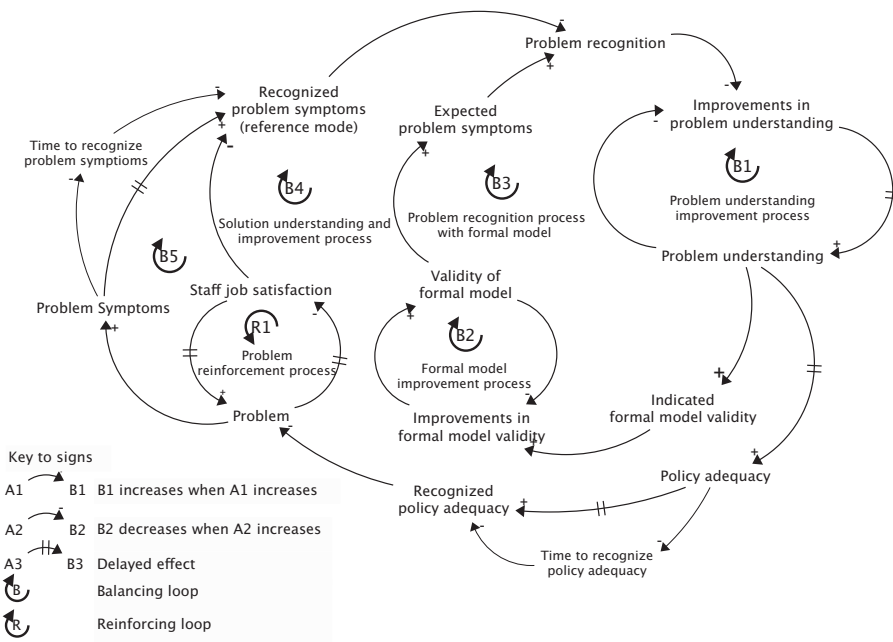 Problem recognition
Recognized
problem symptoms
(reference mode)
Expected
problem symptoms
Improvements in
problem understanding
Time to recognize
problem symptioms
B4
B3
B1
Solution understanding and
improvement process
Problem recognition process
with formal model
Problem understanding
improvement process
B5
Problem understanding
Staff job satisfaction
Validity of
formal model
Problem Symptoms
R1
Problem
reinforcement process
B2
Formal model
improvement process
Problem
Improvements in
formal model validity
Indicated
formal model validity
Policy adequacy
Recognized
policy adequacy
Time to recognize
policy adequacy
Key to signs
A1 B1 B1 increases when A1 increases
A2 - B2 B2 decreases when A2 increases
A3 B3 Delayed effect
B Balancing loop
R Reinforcing loop